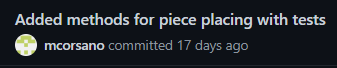 Added methods for piece placing with tests
mcorsano committed 17 days ago